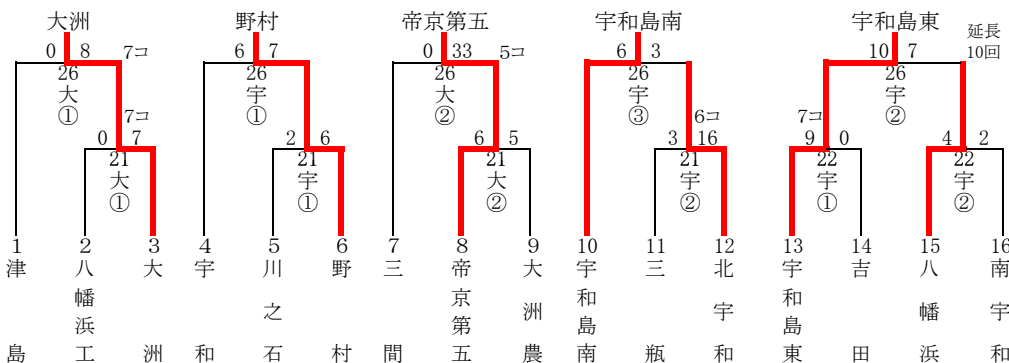 大洲 野村 帝京第五 宇和島南 宇和島東
延長
10回
0 8 7コ 6 7 0 33 5コ 6 3 10 7
26 26 26 26 26
大 宇 大 宇 宇
① ① ② ③ ②
7コ 6コ 7コ
0 7 2 6 6 5 3 16 9 0 4 2
21 21 21 21 22 22
大 宇 大 宇 宇 宇
① ① ② ② ① ②
1 2 3 4 5 6 7 8 9 10 11 12 13 14 15 16
津島
八幡浜工
大洲
宇和
川之石
野村
三間
帝京第五
大洲農
宇和島南
三瓶
北宇和
宇和島東
吉田
八幡浜
南宇和